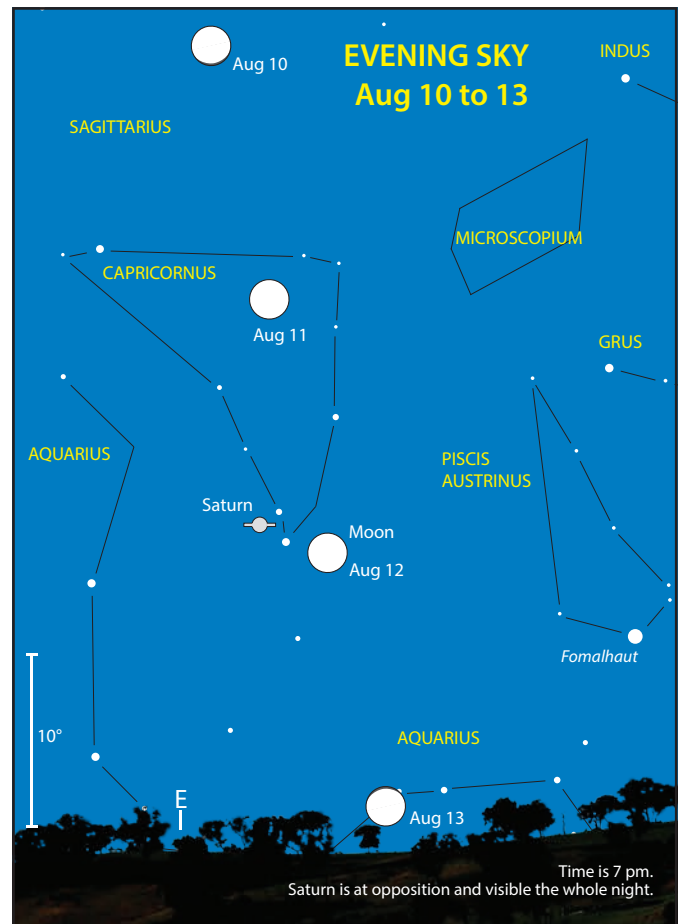 Aug 10
EVENING SKY
Aug 10 to 13
INDUS
SAGITTARIUS
MICROSCOPIUM
CAPRICORNUS
Aug 11
GRUS
AQUARIUS
PISCIS
AUSTRINUS
Saturn
Moon
Aug 12
Fomalhaut
10°
AQUARIUS
E
Aug 13
Time is 7 pm.
Saturn is at opposition and visible the whole night.